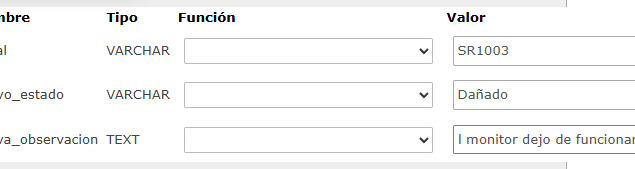 mbre Tipo Función Valor
al VARCHAR SR1003
vo_estado VARCHAR Dañado
va_observacion TEXT l monitor dejo de funcionar